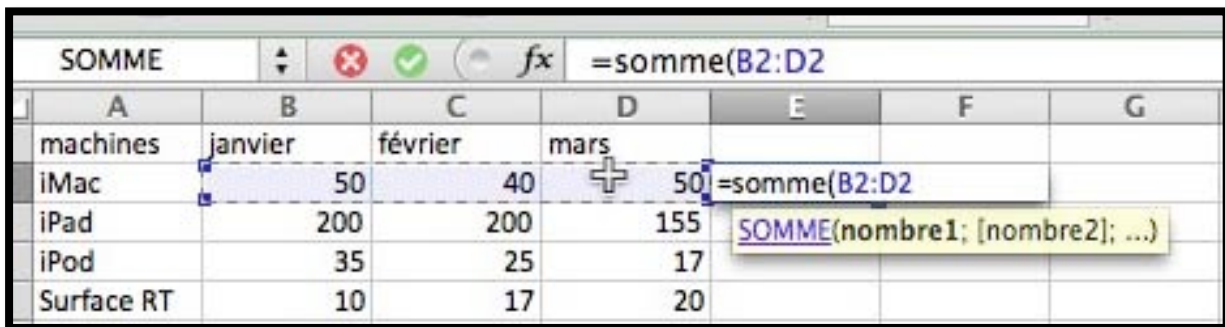 SOMME fx =somme(B2:D2
A B C D E F G
machines janvier février mars
iMac 50 40 50 =somme(B2:D2
iPad 200 200 155 SOMME(nombre1; [nombre2]; ...)
iPod 35 25 17
Surface RT 10 17 20